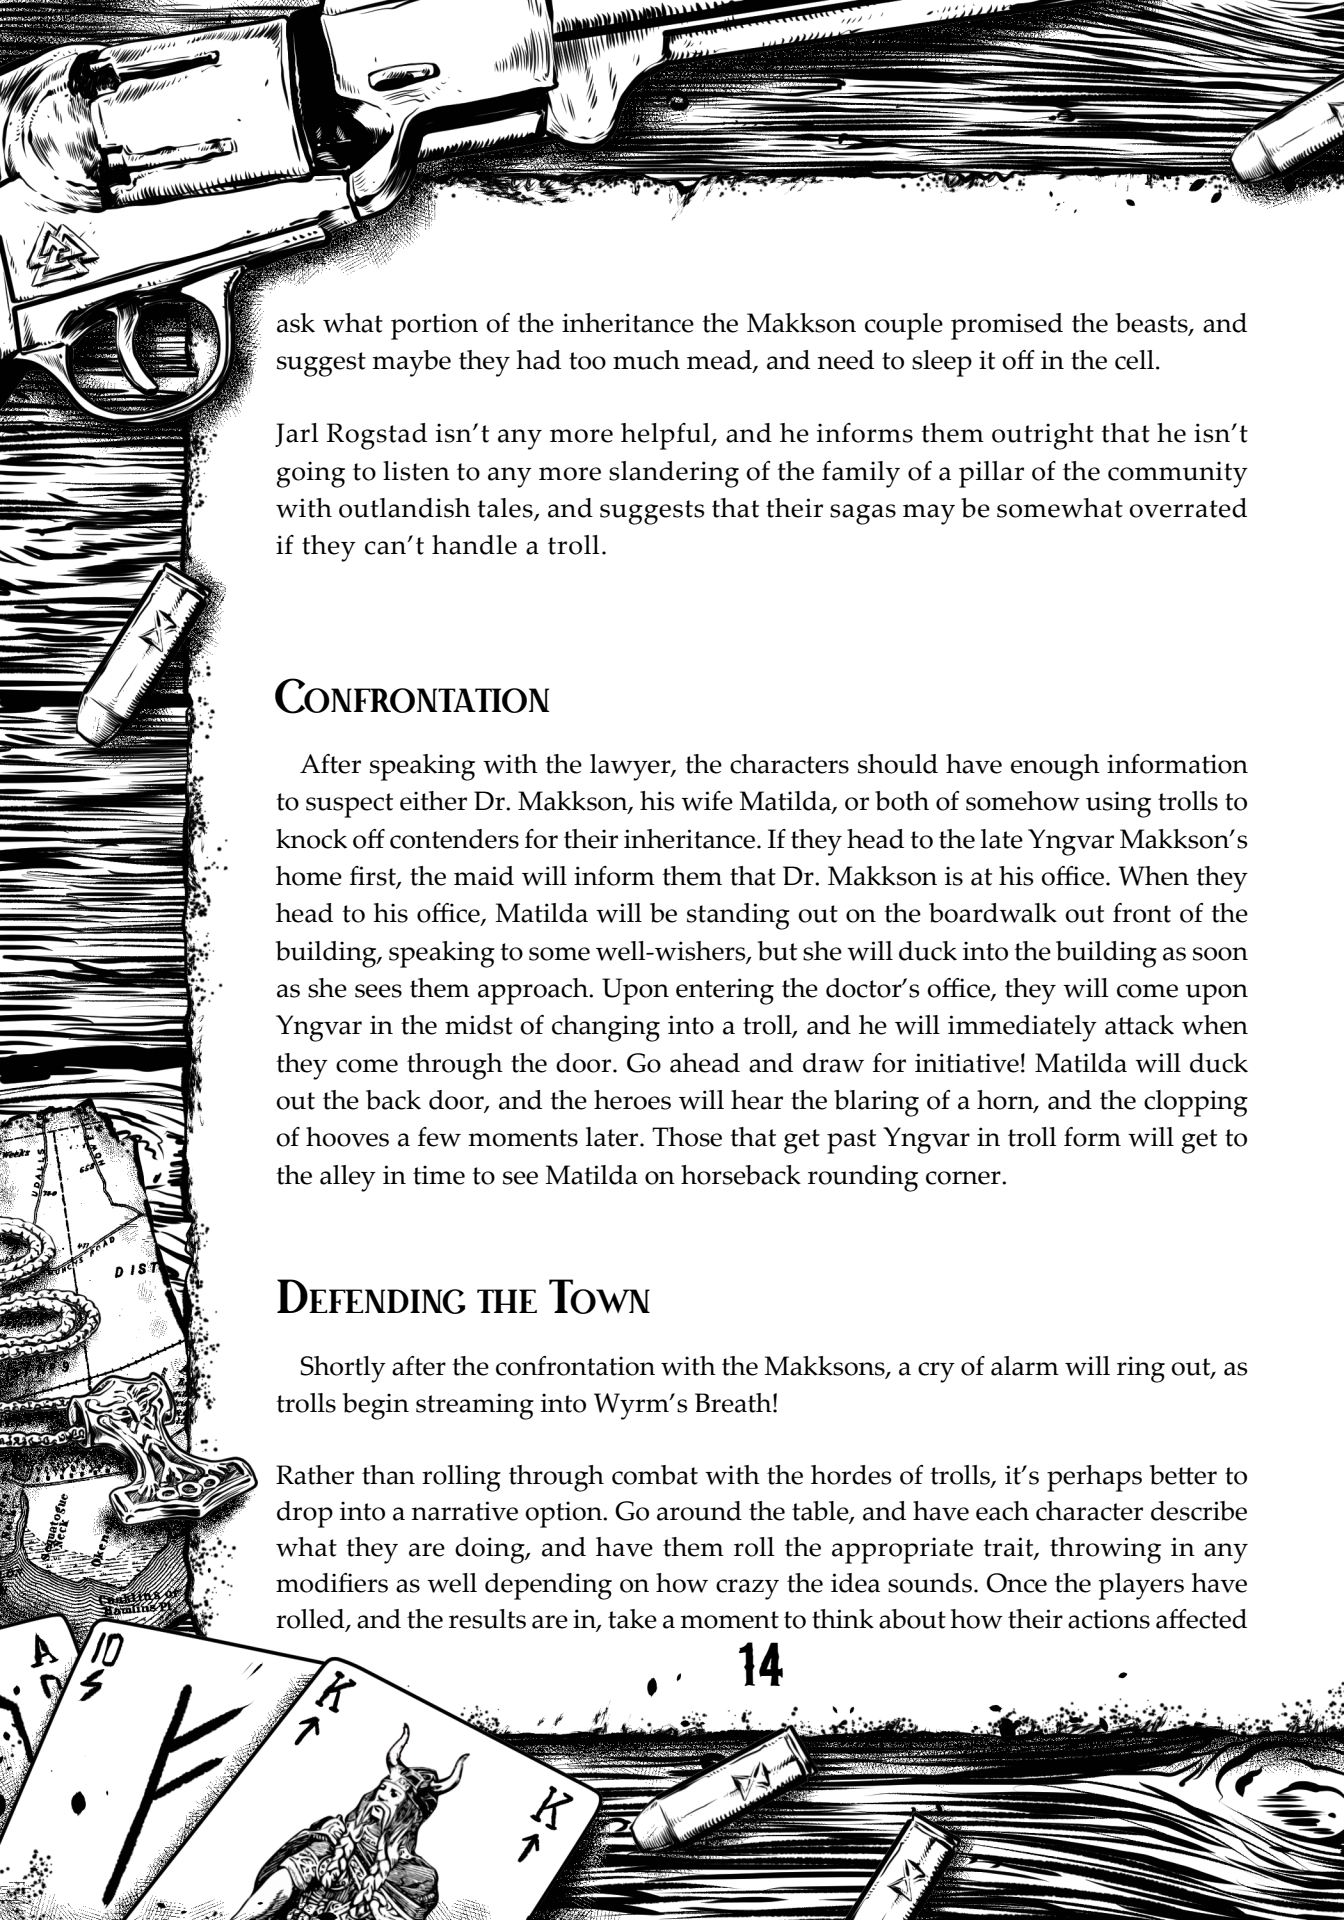 ask what portion of the inheritance the Makkson couple promised the beasts, and
suggest maybe they had too much mead, and need to sleep it off in the cell.
Jarl Rogstad isn't any more helpful, and he informs them outright that he isn't
going to listen to any more slandering of the family of a pillar of the community
with outlandish tales, and suggests that their sagas may be somewhat overrated
if they can't handle a troll.
Confrontation
After speaking with the lawyer, the characters should have enough information
to suspect either Dr. Makkson, his wife Matilda, or both of somehow using trolls to
knock off contenders for their inheritance. If they head to the late Yngvar Makkson's
home first, the maid will inform them that Dr. Makkson is at his office. When they
head to his office, Matilda will be standing out on the boardwalk out front of the
building, speaking to some well-wishers, but she will duck into the building as soon
as she sees them approach. Upon entering the doctor's office, they will come upon
Yngvar in the midst of changing into a troll, and he will immediately attack when
they come through the door. Go ahead and draw for initiative! Matilda will duck
out the back door, and the heroes will hear the blaring of a horn, and the clopping
of hooves a few moments later. Those that get past Yngvar in troll form will get to
the alley in time to see Matilda on horseback rounding corner.
Weeks
UDALLS
DIST
Defending the Town
Shortly after the confrontation with the Makksons, a cry of alarm will ring out, as
trolls begin streaming into Wyrm's Breath!
Rather than rolling through combat with the hordes of trolls, it's perhaps better to
drop into a narrative option. Go around the table, and have each character describe
what they are doing, and have them roll the appropriate trait, throwing in any
modifiers as well depending on how crazy the idea sounds. Once the players have
rolled, and the results are in, take a moment to think about how their actions affected
Neck
14
A
10
K
K